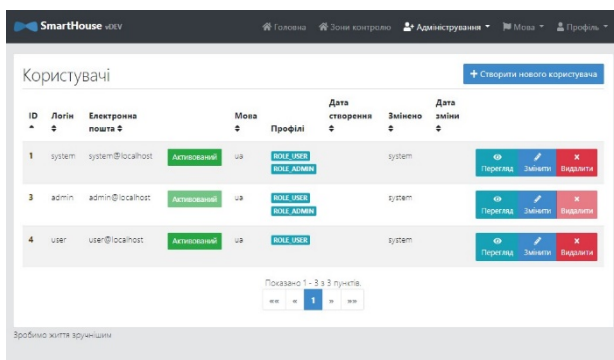 SmartHouse vDEV Головна Зони контролю Адміністрування Мова Профіль
Користувачі + Створити нового користувача
ID Логін Електронна пошта Мова Профілі Дата створення Змінено Дата зміни
1 system system@localhost Активований ua ROLE_USER ROLE_ADMIN system Перегляд Змінити Видалити
3 admin admin@localhost Активований ua ROLE_USER ROLE_ADMIN system Перегляд Змінити Видалити
4 user user@localhost Активований ua ROLE_USER system Перегляд Змінити Видалити
Показано 1 - 3 з 3 пунктів.
«« « 1 » »»
Зробимо життя зручнішим